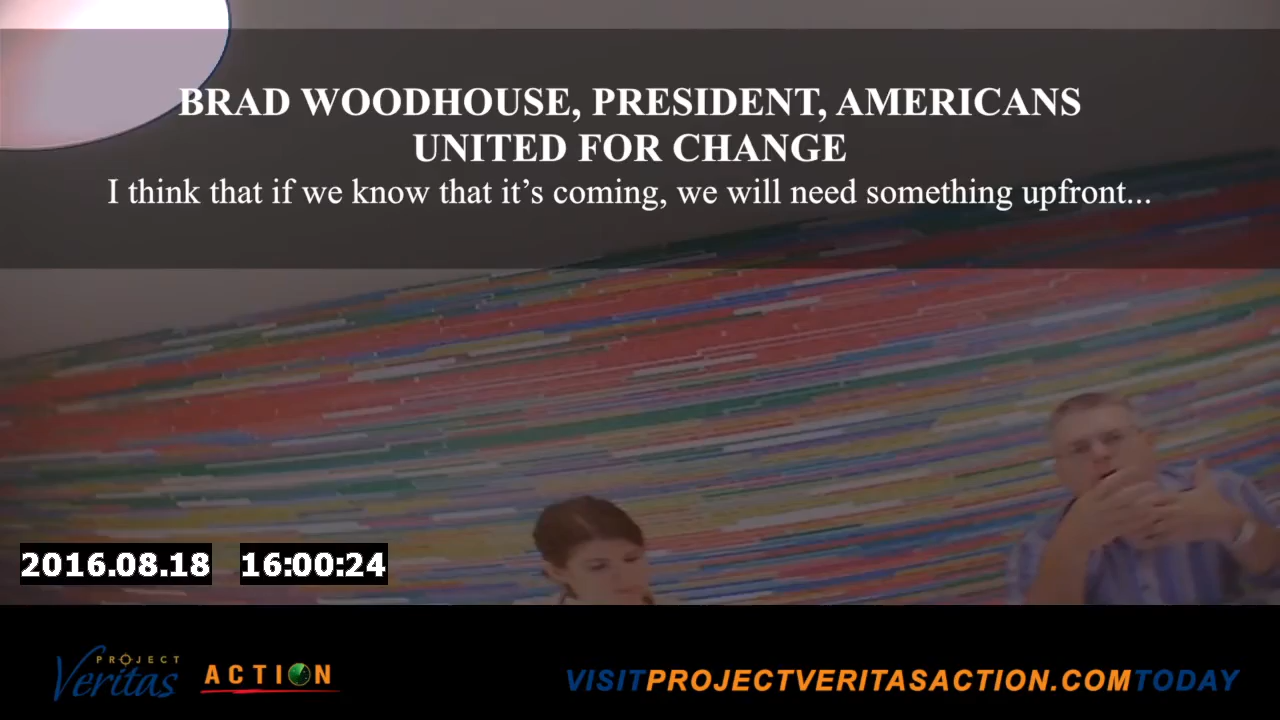 BRAD WOODHOUSE, PRESIDENT, AMERICANS
UNITED FOR CHANGE
I think that if we know that it’s coming, we will need something upfront...
2016.08.18 16:00:24
PROJECT
Veritas ACTION
VISITPROJECTVERITASACTION.COMTODAY